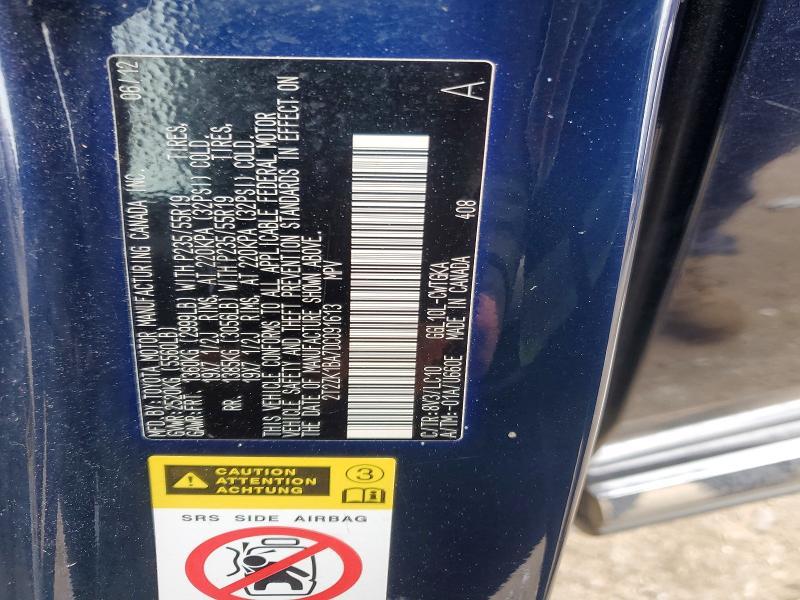 MFD.BY:TOYOTA MOTOR MANUFACTURING CANADA INC. 06/12
GVWR: 2520KG (5560LB)
GAWR: FRT. 1360KG (2999LB) WITH P235/55R19 TIRES,
19X7 1/2J RIMS, AT 220KPA (32PSI) COLD.
RR. 1385KG (3056LB) WITH P235/55R19 TIRES,
19X7 1/2J RIMS, AT 220KPA (32PSI) COLD.
THIS VEHICLE CONFORMS TO ALL APPLICABLE FEDERAL MOTOR
VEHICLE SAFETY AND THEFT PREVENTION STANDARDS IN EFFECT ON
THE DATE OF MANUFACTURE SHOWN ABOVE.
2T2ZK1BA7DC091613 MPV
A
C/TR:8V3/LC10 GGL10L-CWTGKA 408
A/TM:-01A/U660E MADE IN CANADA
CAUTION
ATTENTION
ACHTUNG
3
SRS SIDE AIRBAG